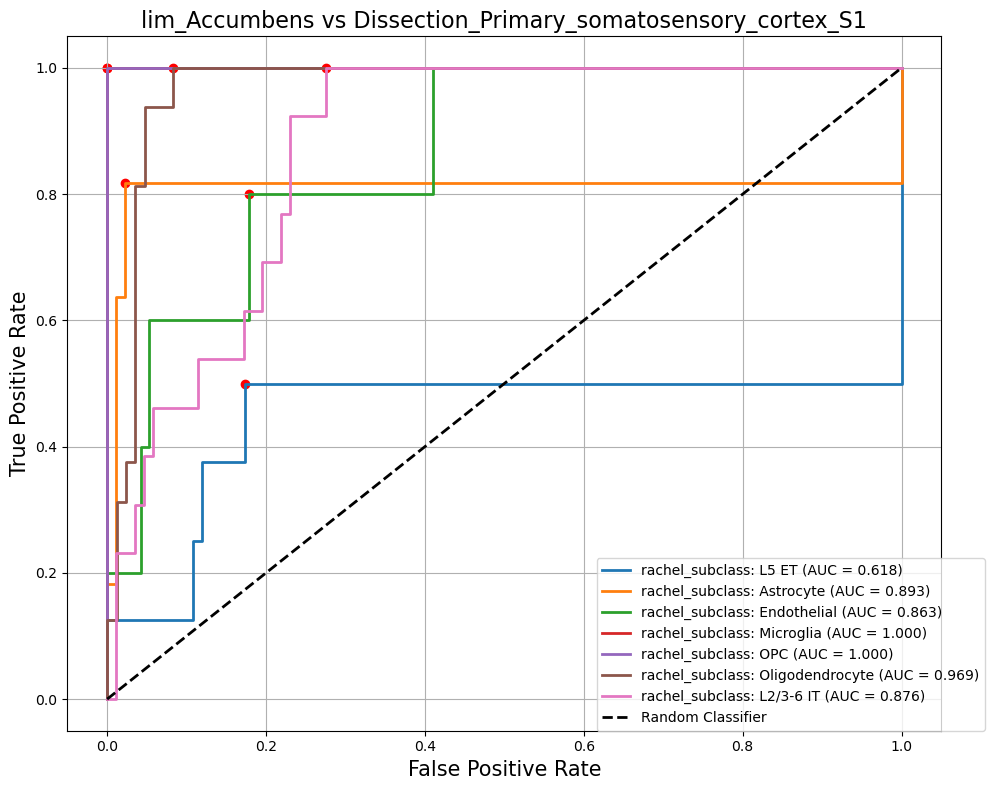 lim_Accumbens vs Dissection_Primary_somatosensory_cortex_S1
True Positive Rate
1.0
0.8
0.6
0.4
0.2
0.0
rachel_subclass: L5 ET (AUC = 0.618)
rachel_subclass: Astrocyte (AUC = 0.893)
rachel_subclass: Endothelial (AUC = 0.863)
rachel_subclass: Microglia (AUC = 1.000)
rachel_subclass: OPC (AUC = 1.000)
rachel_subclass: Oligodendrocyte (AUC = 0.969)
rachel_subclass: L2/3-6 IT (AUC = 0.876)
Random Classifier
0.0 0.2 0.4 0.6 0.8 1.0
False Positive Rate